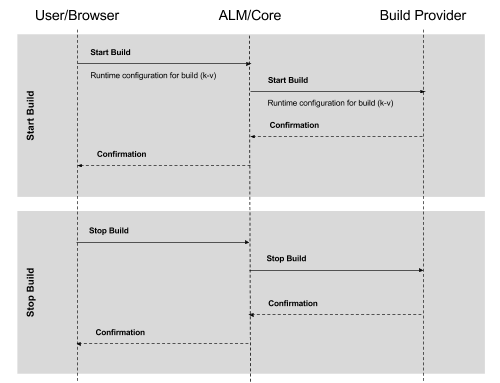 User/Browser
ALM/Core
Build Provider
Start Build
Start Build
Runtime configuration for build (k-v)
Start Build
Runtime configuration for build (k-v)
Confirmation
Confirmation
Stop Build
Stop Build
Stop Build
Confirmation
Confirmation